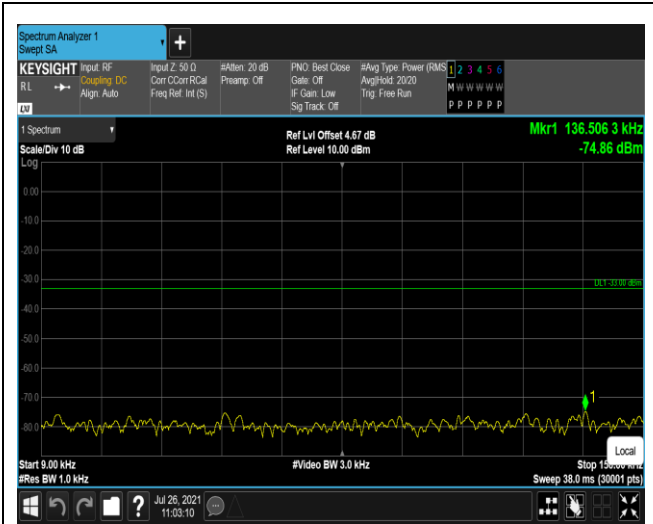 Spectrum Analyzer 1
Swept SA
+
KEYSIGHT
RL
LXI
Input: RF
Coupling: DC
Align: Auto
Input Z: 50 Ω
Corr CCorr RCal
Freq Ref: Int (S)
#Atten: 20 dB
Preamp: Off
PNO: Best Close
Gate: Off
IF Gain: Low
Sig Track: Off
#Avg Type: Power (RMS
Avg|Hold: 20/20
Trig: Free Run
1 2 3 4 5 6
M W W W W W
P P P P P P
1 Spectrum
Scale/Div 10 dB
Log
Ref Lvl Offset 4.67 dB
Ref Level 10.00 dBm
Mkr1 136.506 3 kHz
-74.86 dBm
0.00
-10.0
-20.0
-30.0
DL1 -33.00 dBm
-40.0
-50.0
-60.0
-70.0
1
-80.0
Local
Start 9.00 kHz
#Res BW 1.0 kHz
#Video BW 3.0 kHz
Stop 150.00 kHz
Sweep 38.0 ms (30001 pts)
?
Jul 26, 2021
11:03:10